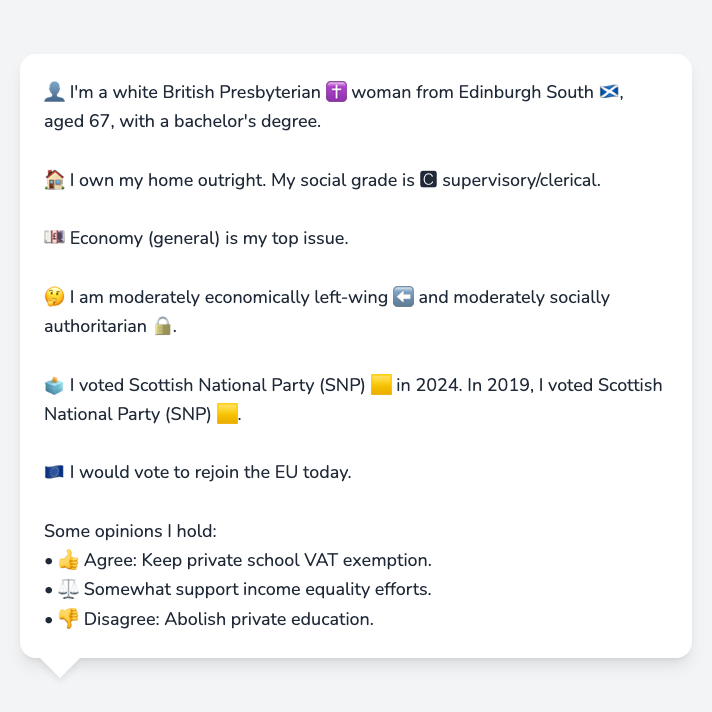 👤 I'm a white British Presbyterian ✝️ woman from Edinburgh South 🏴󠁧󠁢󠁳󠁣󠁴󠁿,
aged 67, with a bachelor's degree.
🏠 I own my home outright. My social grade is 🅲 supervisory/clerical.
💷 Economy (general) is my top issue.
🤔 I am moderately economically left-wing ⬅️ and moderately socially
authoritarian 🔒.
🗳️ I voted Scottish National Party (SNP) 🟨 in 2024. In 2019, I voted Scottish
National Party (SNP) 🟨.
🇪🇺 I would vote to rejoin the EU today.
Some opinions I hold:
• 👍 Agree: Keep private school VAT exemption.
• ⚖️ Somewhat support income equality efforts.
• 👎 Disagree: Abolish private education.